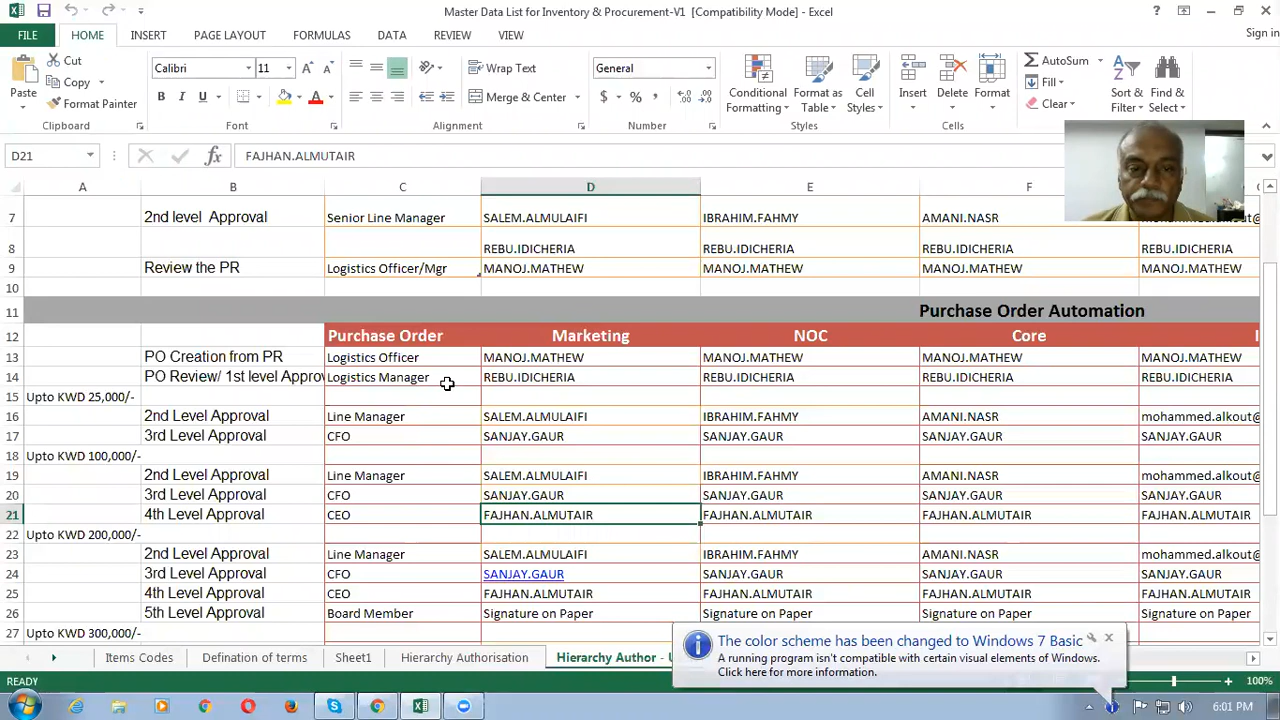 Master Data List for Inventory & Procurement-V1 [Compatibility Mode] - Excel
FILE HOME INSERT PAGE LAYOUT FORMULAS DATA REVIEW VIEW Sign in
Cut
Copy
Format Painter
Paste
Clipboard
Calibri 11
B I U
Font
Wrap Text
Merge & Center
Alignment
General
$ % ,
Number
Conditional Formatting
Format as Table
Cell Styles
Styles
Insert Delete Format
Cells
AutoSum
Fill
Clear
Sort & Filter
Find & Select
D21 fx FAJHAN.ALMUTAIR
A B C D E F
7 2nd level Approval Senior Line Manager SALEM.ALMULAIFI IBRAHIM.FAHMY AMANI.NASR
8 REBU.IDICHERIA REBU.IDICHERIA REBU.IDICHERIA REBU.IDICHERIA
9 Review the PR Logistics Officer/Mgr MANOJ.MATHEW MANOJ.MATHEW MANOJ.MATHEW MANOJ.MATHEW
10
11 Purchase Order Automation
12 Purchase Order Marketing NOC Core
13 PO Creation from PR Logistics Officer MANOJ.MATHEW MANOJ.MATHEW MANOJ.MATHEW MANOJ.MATHEW
14 PO Review/ 1st level Approv Logistics Manager REBU.IDICHERIA REBU.IDICHERIA REBU.IDICHERIA REBU.IDICHERIA
15 Upto KWD 25,000/-
16 2nd Level Approval Line Manager SALEM.ALMULAIFI IBRAHIM.FAHMY AMANI.NASR mohammed.alkout@
17 3rd Level Approval CFO SANJAY.GAUR SANJAY.GAUR SANJAY.GAUR SANJAY.GAUR
18 Upto KWD 100,000/-
19 2nd Level Approval Line Manager SALEM.ALMULAIFI IBRAHIM.FAHMY AMANI.NASR mohammed.alkout@
20 3rd Level Approval CFO SANJAY.GAUR SANJAY.GAUR SANJAY.GAUR SANJAY.GAUR
21 4th Level Approval CEO FAJHAN.ALMUTAIR FAJHAN.ALMUTAIR FAJHAN.ALMUTAIR FAJHAN.ALMUTAIR
22 Upto KWD 200,000/-
23 2nd Level Approval Line Manager SALEM.ALMULAIFI IBRAHIM.FAHMY AMANI.NASR mohammed.alkout@
24 3rd Level Approval CFO SANJAY.GAUR SANJAY.GAUR SANJAY.GAUR SANJAY.GAUR
25 4th Level Approval CEO FAJHAN.ALMUTAIR FAJHAN.ALMUTAIR FAJHAN.ALMUTAIR FAJHAN.ALMUTAIR
26 5th Level Approval Board Member Signature on Paper Signature on Paper Signature on Paper Signature on Paper
27 Upto KWD 300,000/-
The color scheme has been changed to Windows 7 Basic
A running program isn't compatible with certain visual elements of Windows.
Click here for more information.
Items Codes Definition of terms Sheet1 Hierarchy Authorisation Hierarchy Author -
READY 100%
6:01 PM